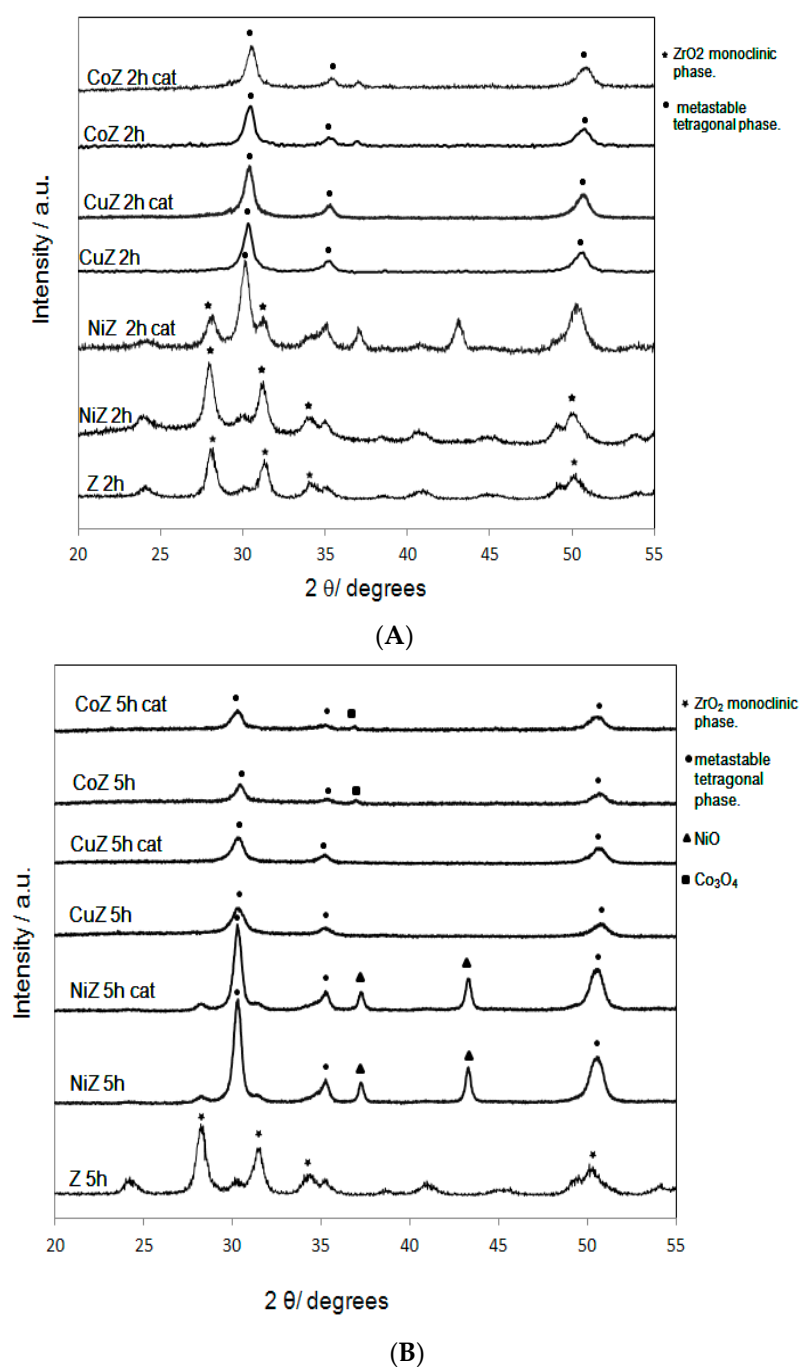 CoZ 2h cat
CoZ 2h
CuZ 2h cat
CuZ 2h
NiZ 2h cat
NiZ 2h
Z 2h
★ ZrO2 monoclinic
phase.
● metastable
tetragonal phase.
Intensity / a.u.
20 25 30 35 40 45 50 55
2 θ/ degrees
(A)
CoZ 5h cat
CoZ 5h
CuZ 5h cat
CuZ 5h
NiZ 5h cat
NiZ 5h
Z 5h
★ ZrO₂ monoclinic
phase.
● metastable
tetragonal
phase.
▲ NiO
■ Co₃O₄
Intensity / a.u.
20 25 30 35 40 45 50 55
2 θ/ degrees
(B)